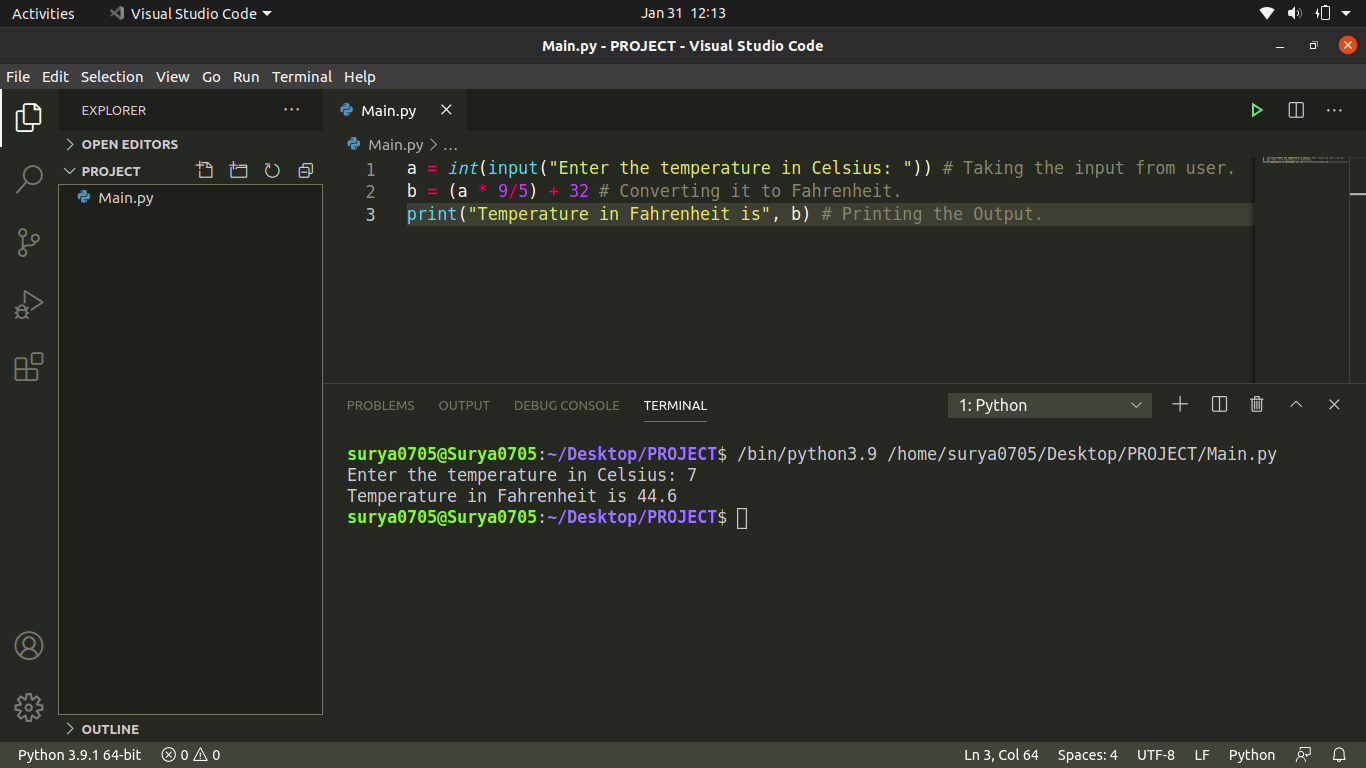 Activities Visual Studio Code Jan 31 12:13
Main.py - PROJECT - Visual Studio Code
File Edit Selection View Go Run Terminal Help
EXPLORER ... Main.py
OPEN EDITORS
Main.py > ...
PROJECT
Main.py
1 a = int(input("Enter the temperature in Celsius: ")) # Taking the input from user.
2 b = (a * 9/5) + 32 # Converting it to Fahrenheit.
3 print("Temperature in Fahrenheit is", b) # Printing the Output.
PROBLEMS OUTPUT DEBUG CONSOLE TERMINAL 1: Python
surya0705@Surya0705:~/Desktop/PROJECT$ /bin/python3.9 /home/surya0705/Desktop/PROJECT/Main.py
Enter the temperature in Celsius: 7
Temperature in Fahrenheit is 44.6
surya0705@Surya0705:~/Desktop/PROJECT$
OUTLINE
Python 3.9.1 64-bit 0 0 Ln 3, Col 64 Spaces: 4 UTF-8 LF Python